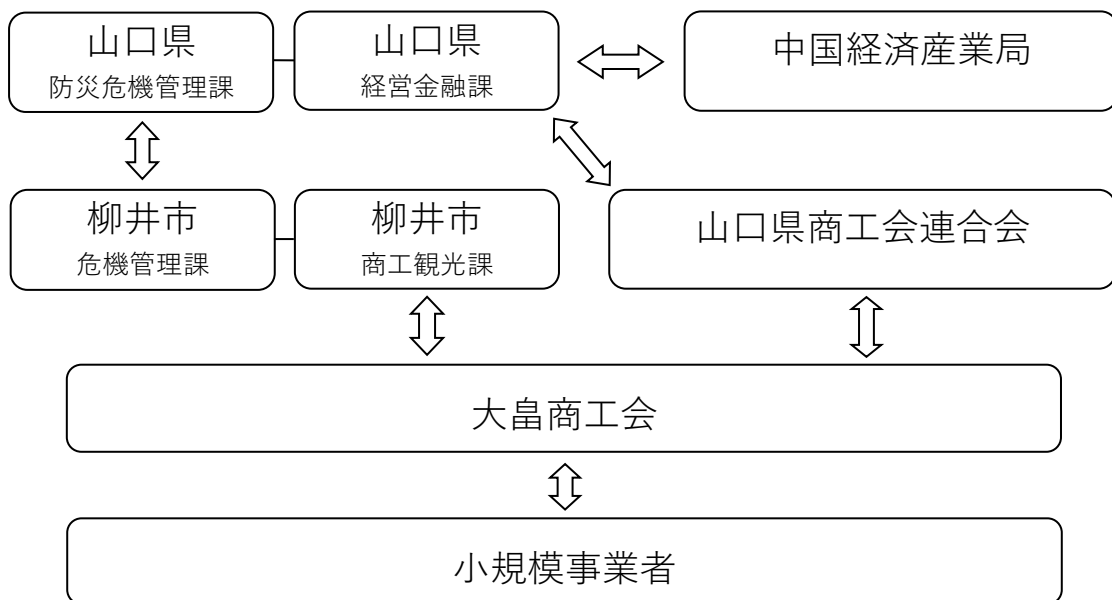 山口県
防災危機管理課
山口県
経営金融課
中国経済産業局
柳井市
危機管理課
柳井市
商工観光課
山口県商工会連合会
大畠商工会
小規模事業者